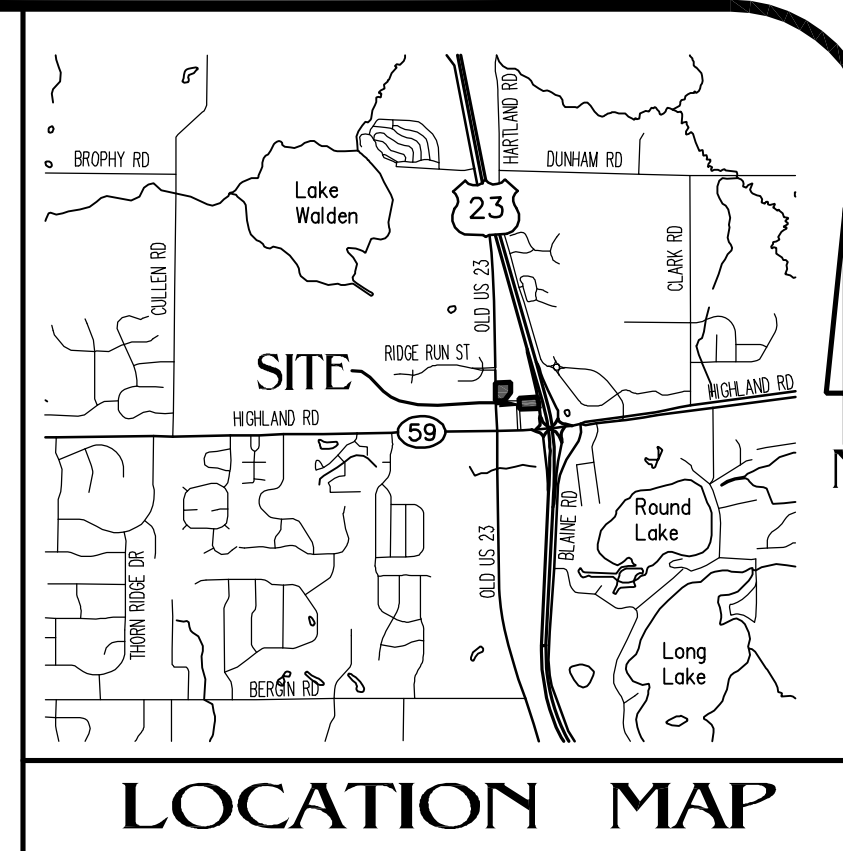 HARTLAND RD
BROPHY RD
DUNHAM RD
Lake
Walden
23
CULLEN RD
OLD US 23
CLARK RD
RIDGE RUN ST
SITE
HIGHLAND RD
HIGHLAND RD
59
Round
Lake
BLAINE RD
OLD US 23
THORN RIDGE DR
Long
Lake
BERGIN RD
LOCATION MAP